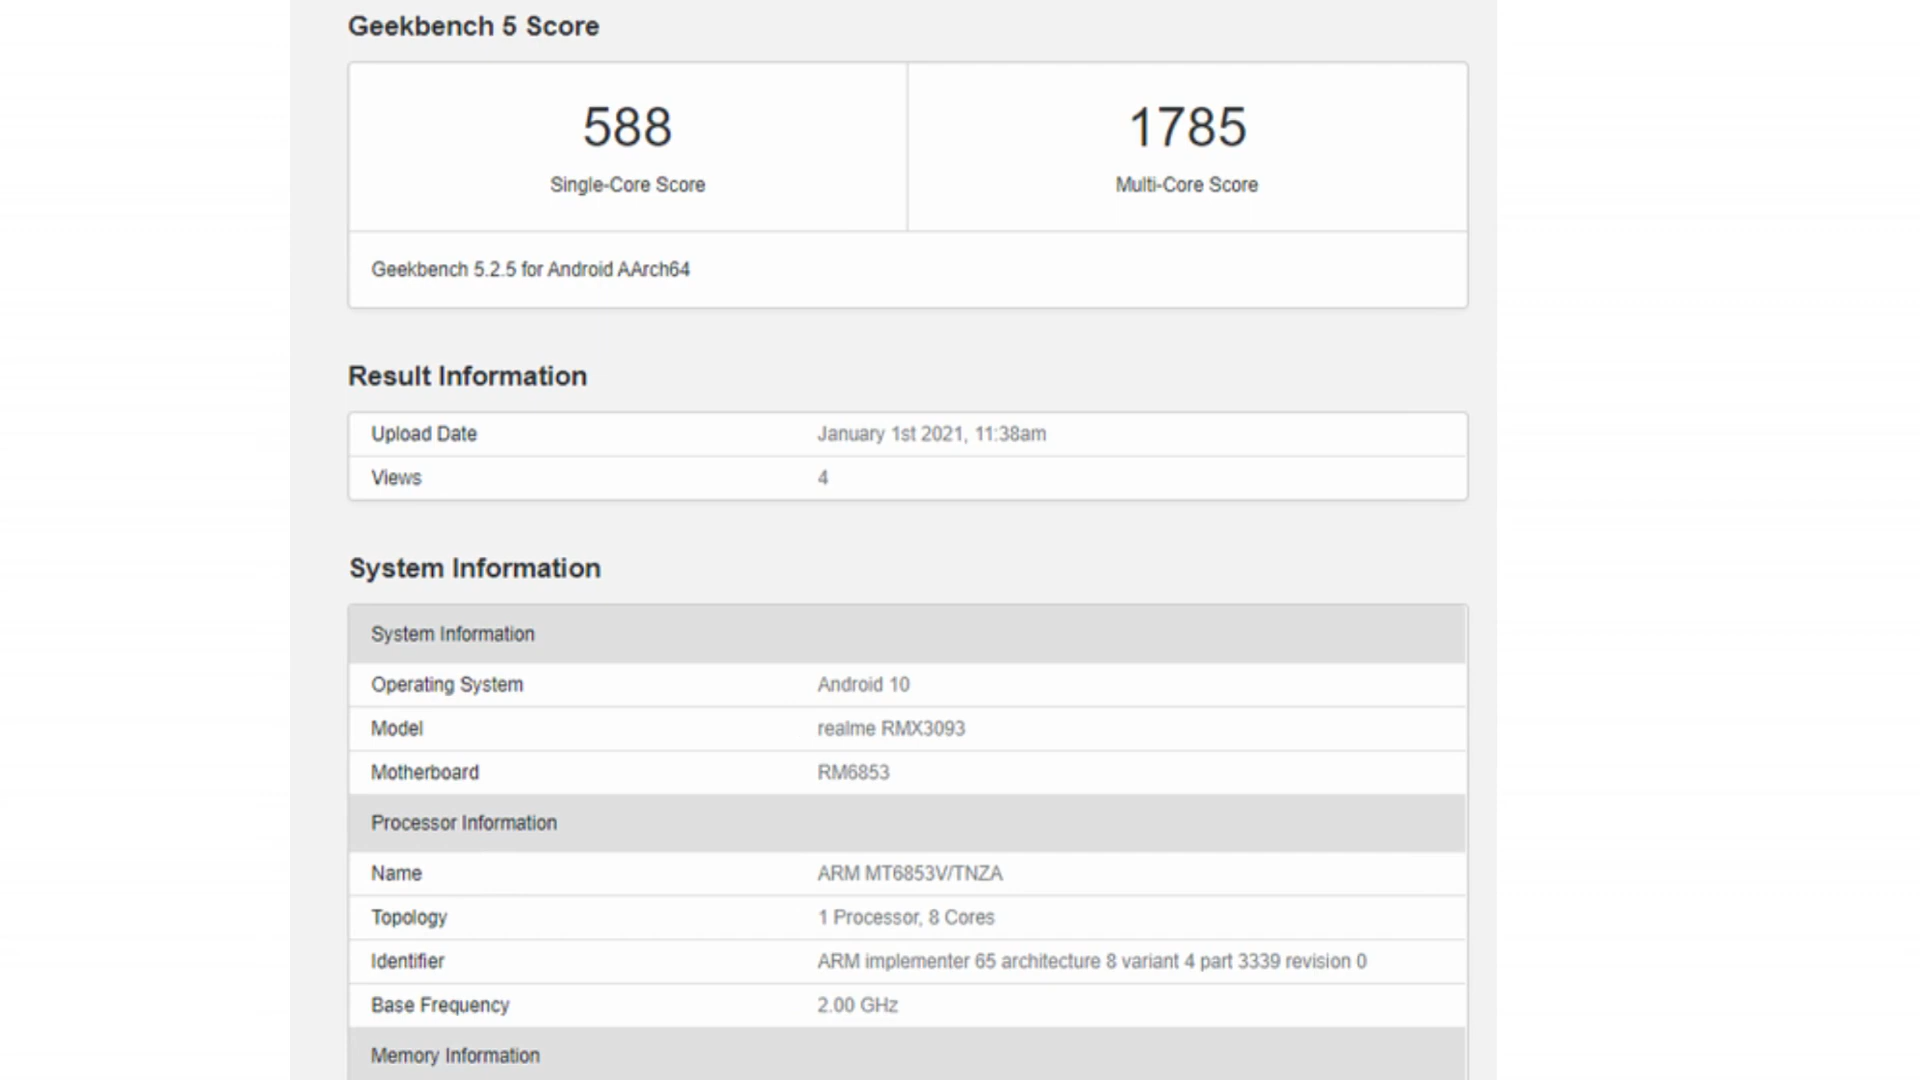 Geekbench 5 Score
588 1785
Single-Core Score Multi-Core Score
Geekbench 5.2.5 for Android AArch64
Result Information
Upload Date January 1st 2021, 11:38am
Views 4
System Information
System Information
Operating System Android 10
Model realme RMX3093
Motherboard RM6853
Processor Information
Name ARM MT6853V/TNZA
Topology 1 Processor, 8 Cores
Identifier ARM implementer 65 architecture 8 variant 4 part 3339 revision 0
Base Frequency 2.00 GHz
Memory Information